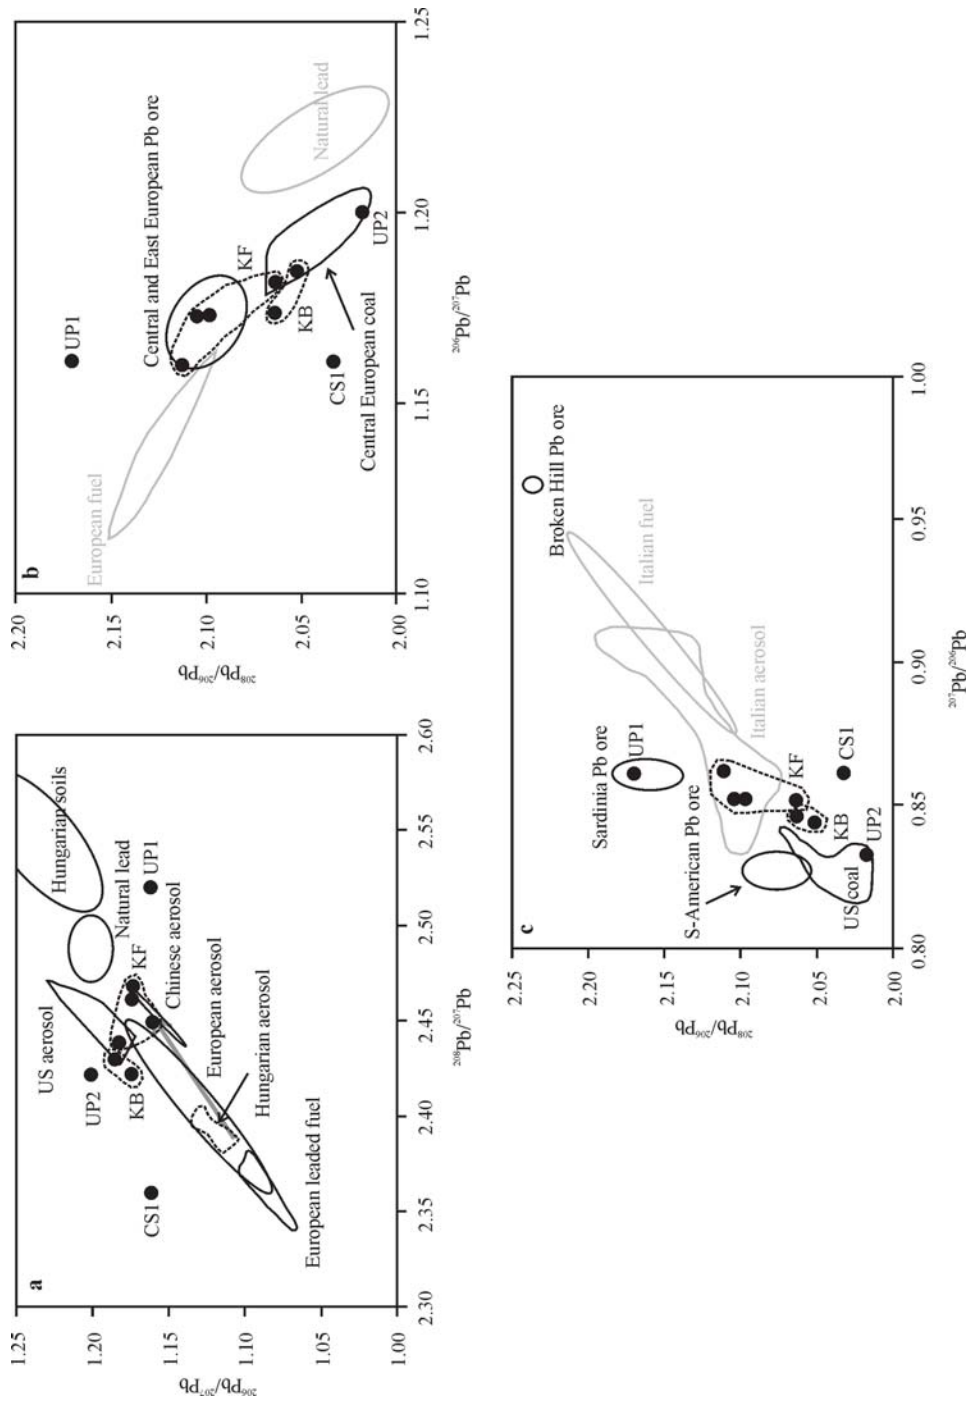 a
1.25
1.20
1.15
1.10
1.05
1.00
²⁰⁶Pb/²⁰⁷Pb
2.30
2.35
2.40
2.45
2.50
2.55
2.60
²⁰⁸Pb/²⁰⁷Pb
US aerosol
UP2
KB
CS1
Hungarian soils
Natural lead
UP1
KF
Chinese aerosol
European aerosol
Hungarian aerosol
European leaded fuel
b
2.20
2.15
2.10
2.05
2.00
²⁰⁸Pb/²⁰⁶Pb
1.10
1.15
1.20
1.25
²⁰⁶Pb/²⁰⁷Pb
European fuel
UP1
Central and East European Pb ore
KF
Natural lead
KB
CS1
UP2
Central European coal
c
2.25
2.20
2.15
2.10
2.05
2.00
²⁰⁸Pb/²⁰⁶Pb
0.80
0.85
0.90
0.95
1.00
²⁰⁷Pb/²⁰⁶Pb
Broken Hill Pb ore
Italian fuel
Italian aerosol
Sardinia Pb ore
UP1
S-American Pb ore
KF
CS1
KB
UP2
US coal